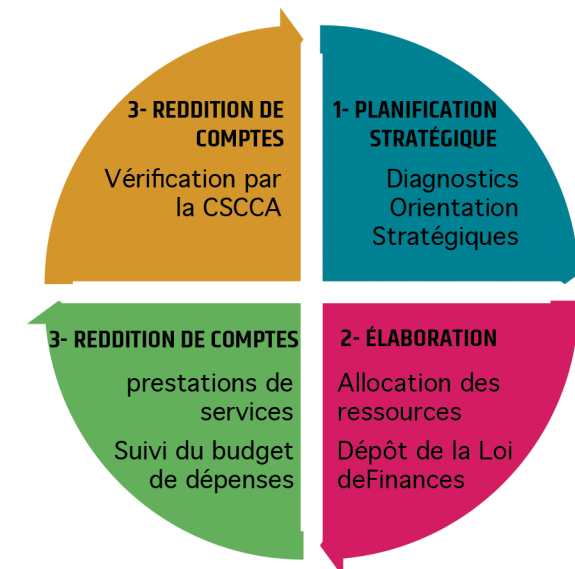 1- PLANIFICATION
STRATÉGIQUE
Diagnostics
Orientation
Stratégiques
2- ÉLABORATION
Allocation des
ressources
Dépôt de la Loi
deFinances
3- REDDITION DE COMPTES
prestations de
services
Suivi du budget
de dépenses
3- REDDITION DE
COMPTES
Vérification par
la CSCCA